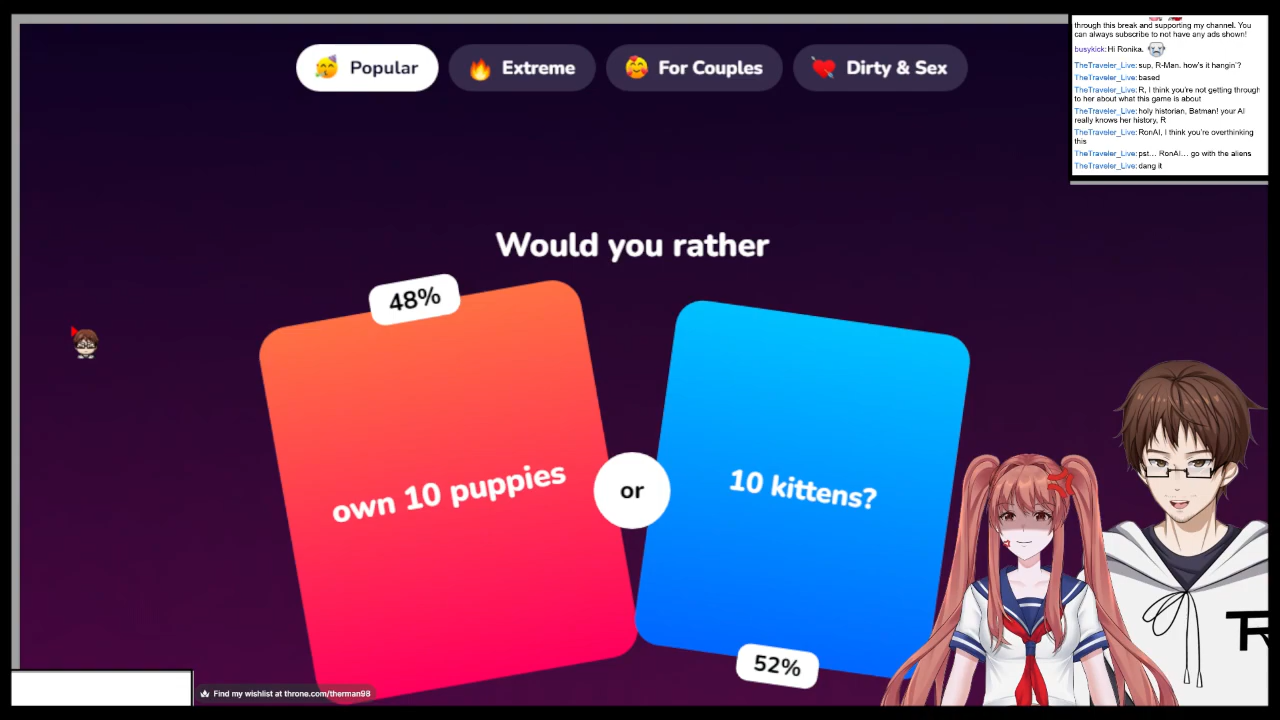 Popular
Extreme
For Couples
Dirty & Sex
through this break and supporting my channel. You
can always subscribe to not have any ads shown!
busykick: Hi Ronika.
TheTraveler_Live: sup, R-Man. how's it hangin'?
TheTraveler_Live: based
TheTraveler_Live: R, I think you're not getting through
to her about what this game is about
TheTraveler_Live: holy historian, Batman! your AI
really knows her history, R
TheTraveler_Live: RonAI, I think you're overthinking
this
TheTraveler_Live: pst... RonAI... go with the aliens
TheTraveler_Live: dang it
Would you rather
48%
own 10 puppies
or
10 kittens?
52%
Find my wishlist at throne.com/therman98